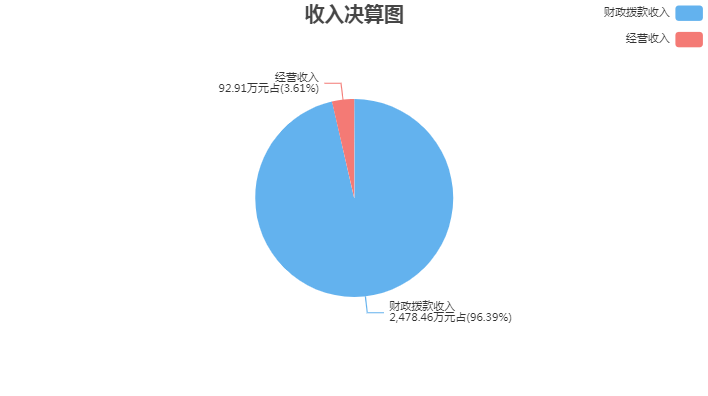 收入决算图
财政拨款收入
经营收入
经营收入
92.91万元占(3.61%)
财政拨款收入
2,478.46万元占(96.39%)